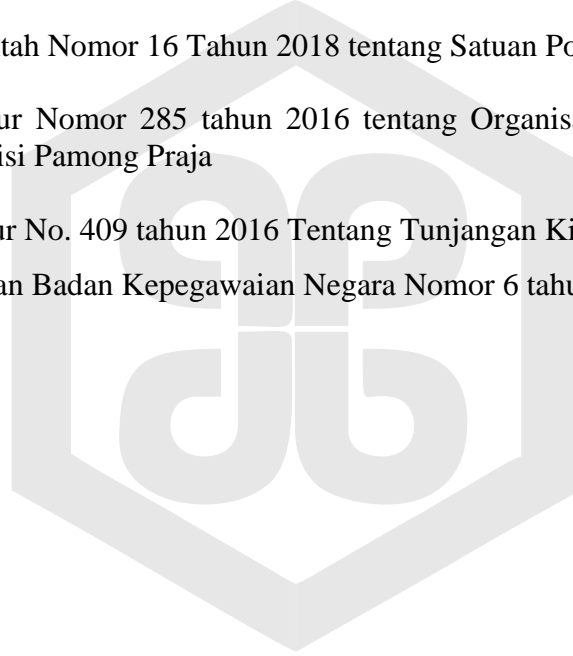 tah Nomor 16 Tahun 2018 tentang Satuan Po
ur Nomor 285 tahun 2016 tentang Organisa
isi Pamong Praja
ur No. 409 tahun 2016 Tentang Tunjangan Ki
an Badan Kepegawaian Negara Nomor 6 tahu